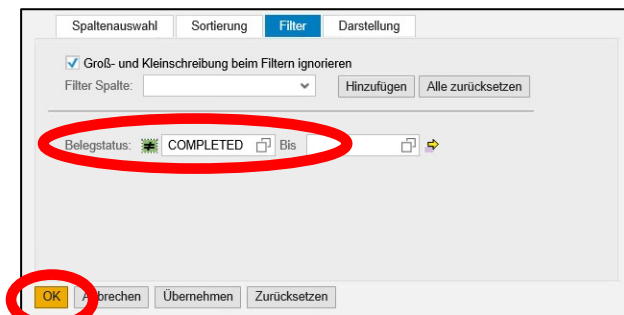 Spaltenauswahl Sortierung Filter Darstellung
Groß- und Kleinschreibung beim Filtern ignorieren
Filter Spalte: Hinzufügen Alle zurücksetzen
Belegstatus: ≠ COMPLETED Bis
OK Abbrechen Übernehmen Zurücksetzen